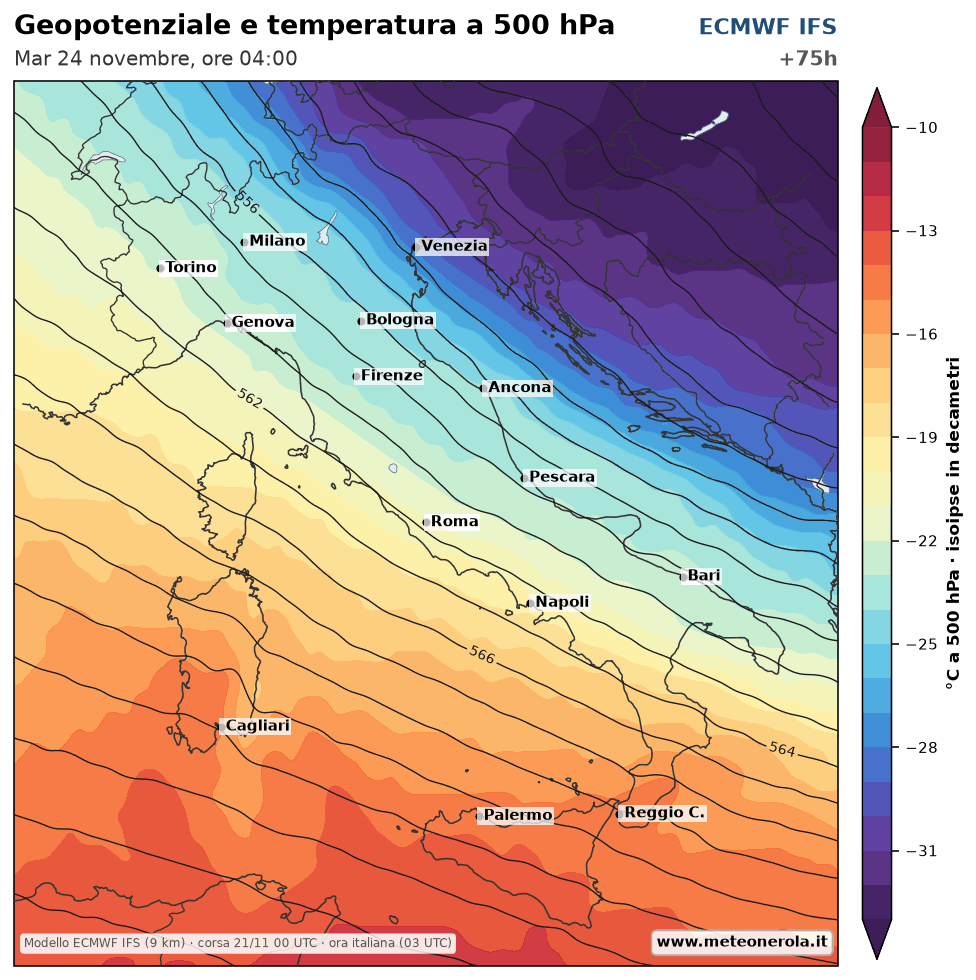 Geopotenziale e temperatura a 500 hPa
ECMWF IFS
Mar 24 novembre, ore 04:00
+75h
556
Milano
Venezia
Torino
Genova
Bologna
Firenze
Ancona
562
Pescara
Roma
Bari
Napoli
566
Cagliari
564
Palermo
Reggio C.
Modello ECMWF IFS (9 km) · corsa 21/11 00 UTC · ora italiana (03 UTC)
www.meteonerola.it
−10
−13
−16
−19
−22
−25
−28
−31
°C a 500 hPa · isoipse in decametri